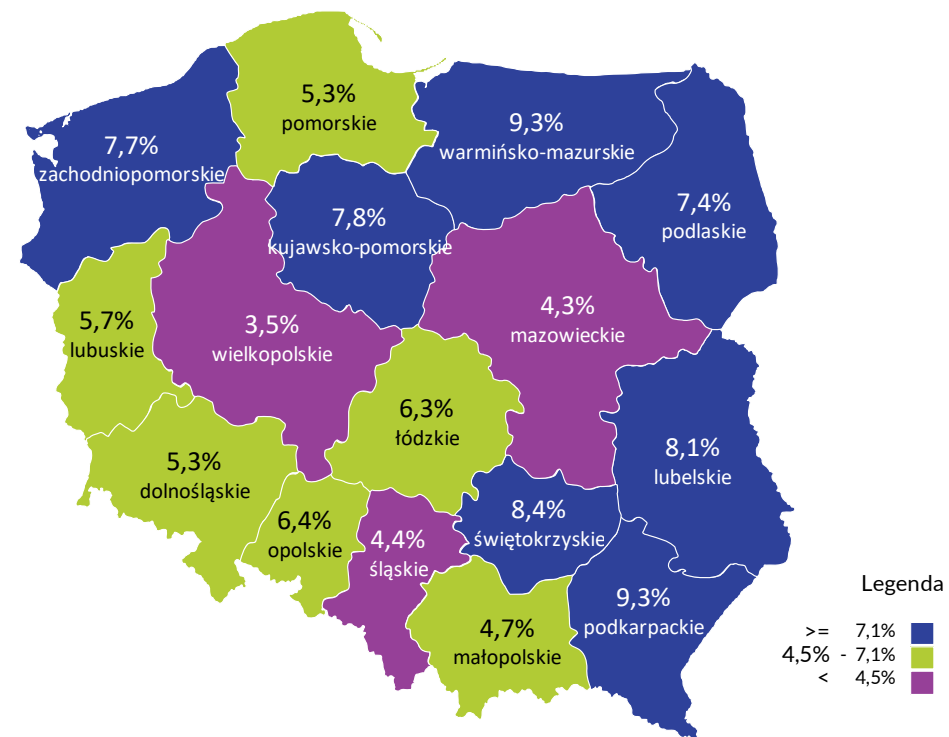 5,3%
pomorskie
9,3%
warmińsko-mazurskie
7,7%
zachodniopomorskie
7,4%
podlaskie
7,8%
kujawsko-pomorskie
4,3%
mazowieckie
5,7%
lubuskie
3,5%
wielkopolskie
6,3%
łódzkie
8,1%
lubelskie
5,3%
dolnośląskie
6,4%
opolskie
4,4%
śląskie
8,4%
świętokrzyskie
9,3%
podkarpackie
4,7%
małopolskie
Legenda
>= 7,1%
4,5% - 7,1%
< 4,5%